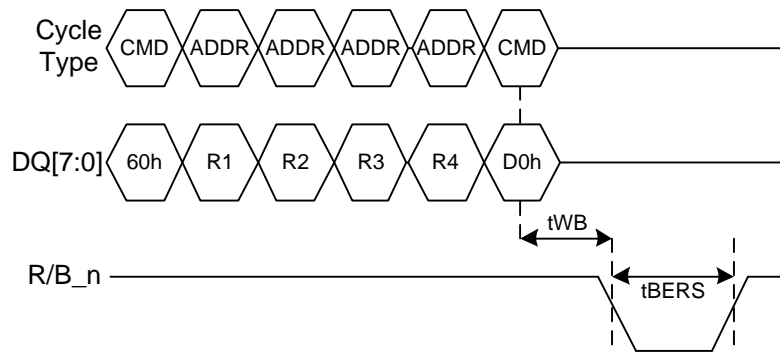 Cycle
Type
CMD ADDR ADDR ADDR ADDR CMD
DQ[7:0] 60h R1 R2 R3 R4 D0h
tWB
R/B_n
tBERS